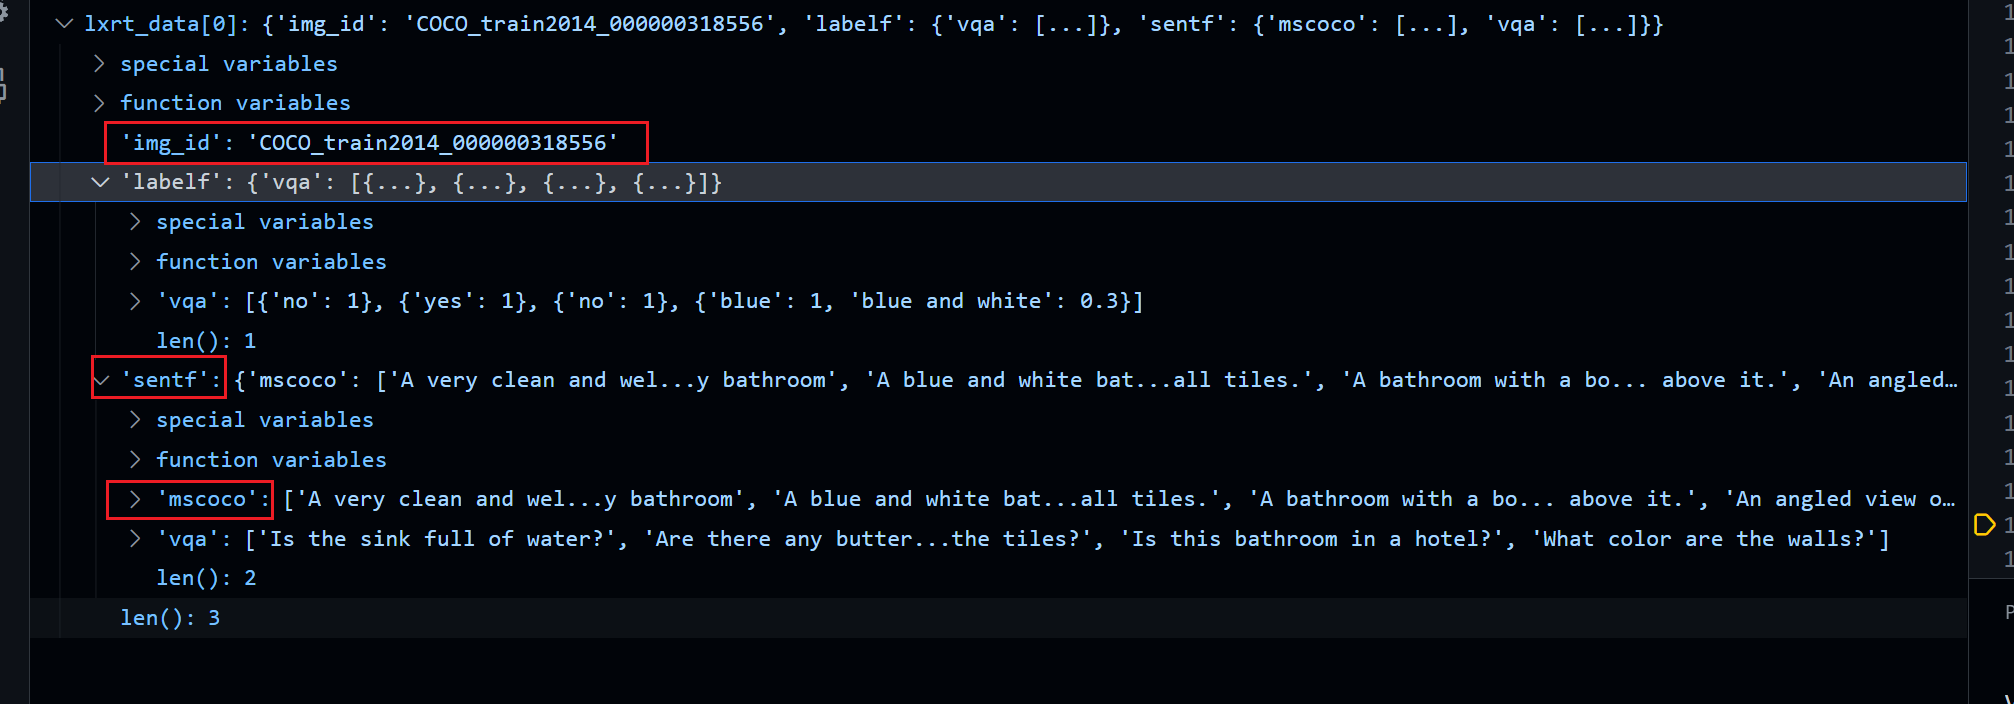 lxrt_data[0]: {'img_id': 'COCO_train2014_000000318556', 'labelf': {'vqa': [...]}, 'sentf': {'mscoco': [...], 'vqa': [...]}}
special variables
function variables
'img_id': 'COCO_train2014_000000318556'
'labelf': {'vqa': [{...}, {...}, {...}, {...}]}
special variables
function variables
'vqa': [{'no': 1}, {'yes': 1}, {'no': 1}, {'blue': 1, 'blue and white': 0.3}]
len(): 1
'sentf': {'mscoco': ['A very clean and wel...y bathroom', 'A blue and white bat...all tiles.', 'A bathroom with a bo... above it.', 'An angled…
special variables
function variables
'mscoco': ['A very clean and wel...y bathroom', 'A blue and white bat...all tiles.', 'A bathroom with a bo... above it.', 'An angled view o…
'vqa': ['Is the sink full of water?', 'Are there any butter...the tiles?', 'Is this bathroom in a hotel?', 'What color are the walls?']
len(): 2
len(): 3